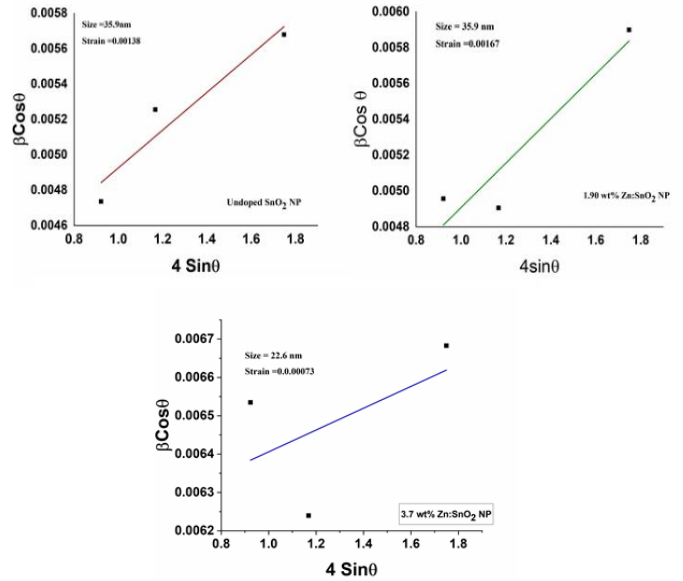 0.0058
0.0056
0.0054
0.0052
0.0050
0.0048
0.0046
βCosθ
Size =35.9nm
Strain =0.00138
Undoped SnO2 NP
0.8 1.0 1.2 1.4 1.6 1.8
4 Sinθ
0.0060
0.0058
0.0056
0.0054
0.0052
0.0050
0.0048
βCos θ
Size = 35.9 nm
Strain =0.00167
1.90 wt% Zn:SnO2 NP
0.8 1.0 1.2 1.4 1.6 1.8
4sinθ
0.0067
0.0066
0.0065
0.0064
0.0063
0.0062
βCosθ
Size = 22.6 nm
Strain =0.0.00073
3.7 wt% Zn:SnO2 NP
0.8 1.0 1.2 1.4 1.6 1.8
4 Sinθ